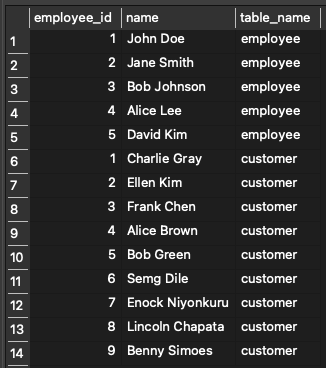 employee_id name table_name
1 1 John Doe employee
2 2 Jane Smith employee
3 3 Bob Johnson employee
4 4 Alice Lee employee
5 5 David Kim employee
6 1 Charlie Gray customer
7 2 Ellen Kim customer
8 3 Frank Chen customer
9 4 Alice Brown customer
10 5 Bob Green customer
11 6 Semg Dile customer
12 7 Enock Niyonkuru customer
13 8 Lincoln Chapata customer
14 9 Benny Simoes customer